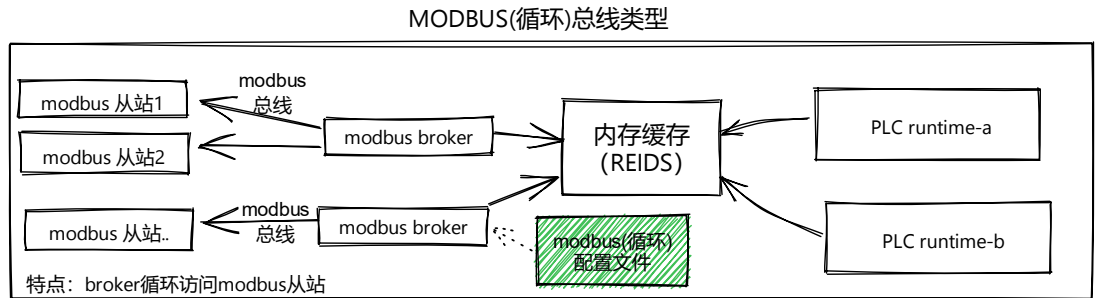 MODBUS(循环)总线类型
modbus 从站1
modbus
总线
modbus 从站2
modbus broker
内存缓存
（REIDS）
PLC runtime-a
modbus 从站..
modbus
总线
modbus broker
modbus(循环)
配置文件
PLC runtime-b
特点：broker循环访问modbus从站